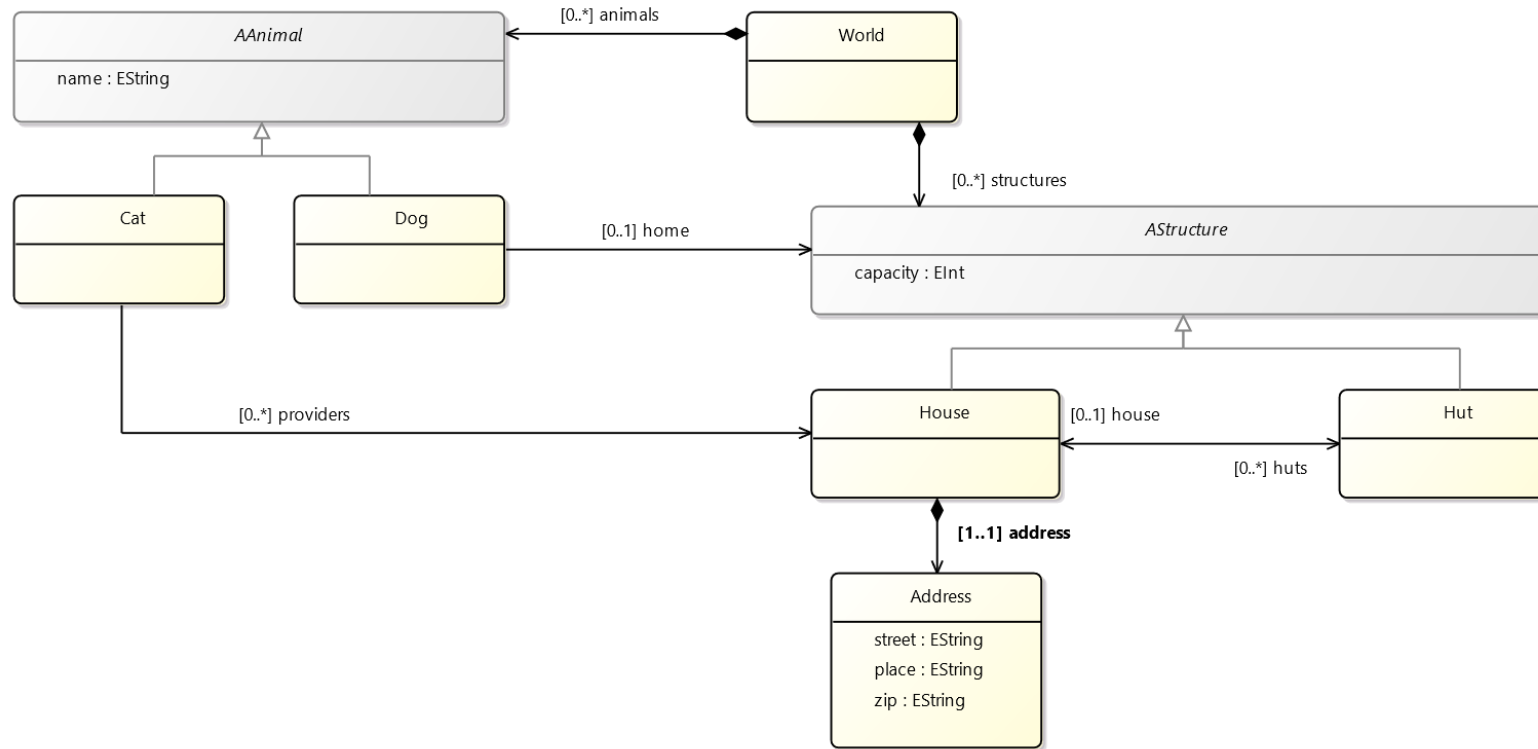 [0..*] animals
AAnimal
World
name : EString
[0..*] structures
Cat
Dog
[0..1] home
AStructure
capacity : EInt
[0..*] providers
House
[0..1] house
Hut
[0..*] huts
[1..1] address
Address
street : EString
place : EString
zip : EString